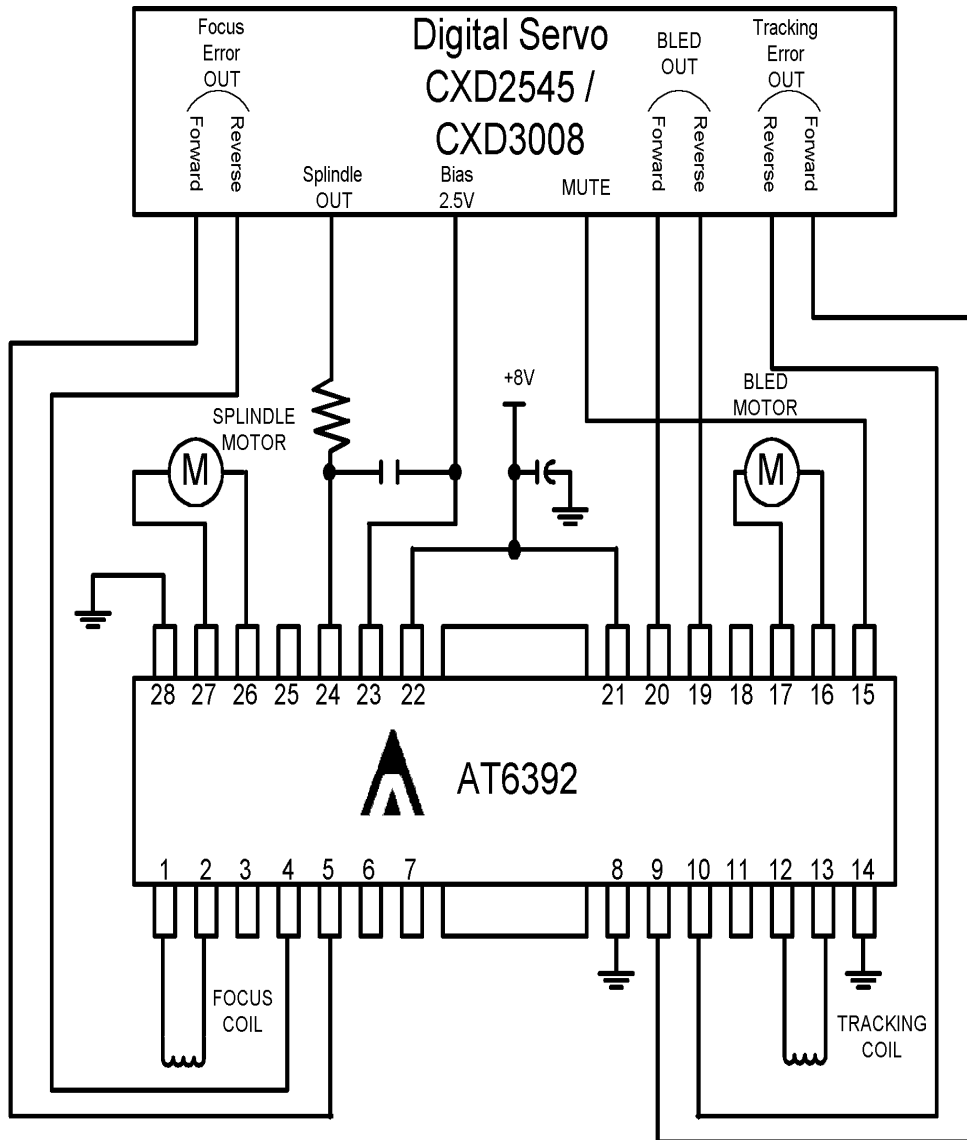 Focus
Error
OUT
Forward
Reverse
Splindle
OUT
Digital Servo
CXD2545 /
CXD3008
Bias
2.5V
MUTE
BLED
OUT
Forward
Reverse
Tracking
Error
OUT
Reverse
Forward
SPLINDLE
MOTOR
M
+8V
BLED
MOTOR
M
28 27 26 25 24 23 22 21 20 19 18 17 16 15
AT6392
1 2 3 4 5 6 7 8 9 10 11 12 13 14
FOCUS
COIL
TRACKING
COIL